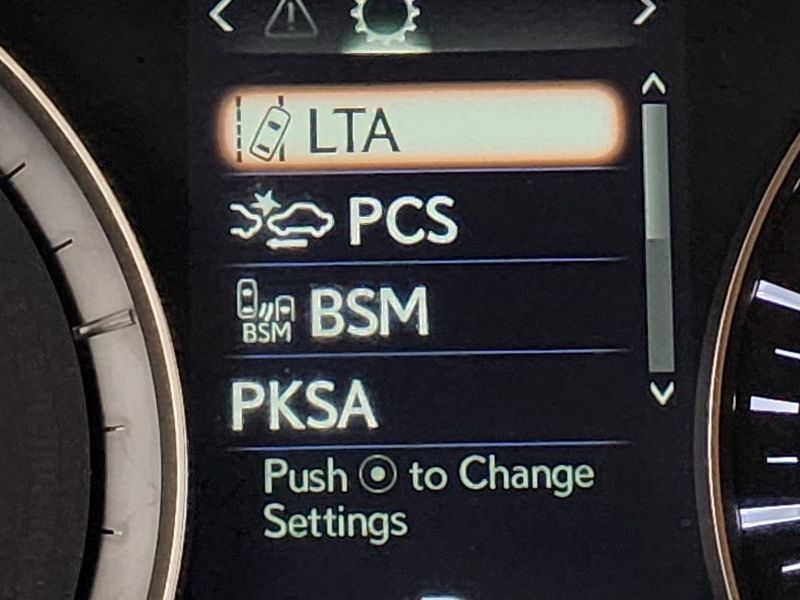 LTA
PCS
BSM BSM
PKSA
Push to Change
Settings